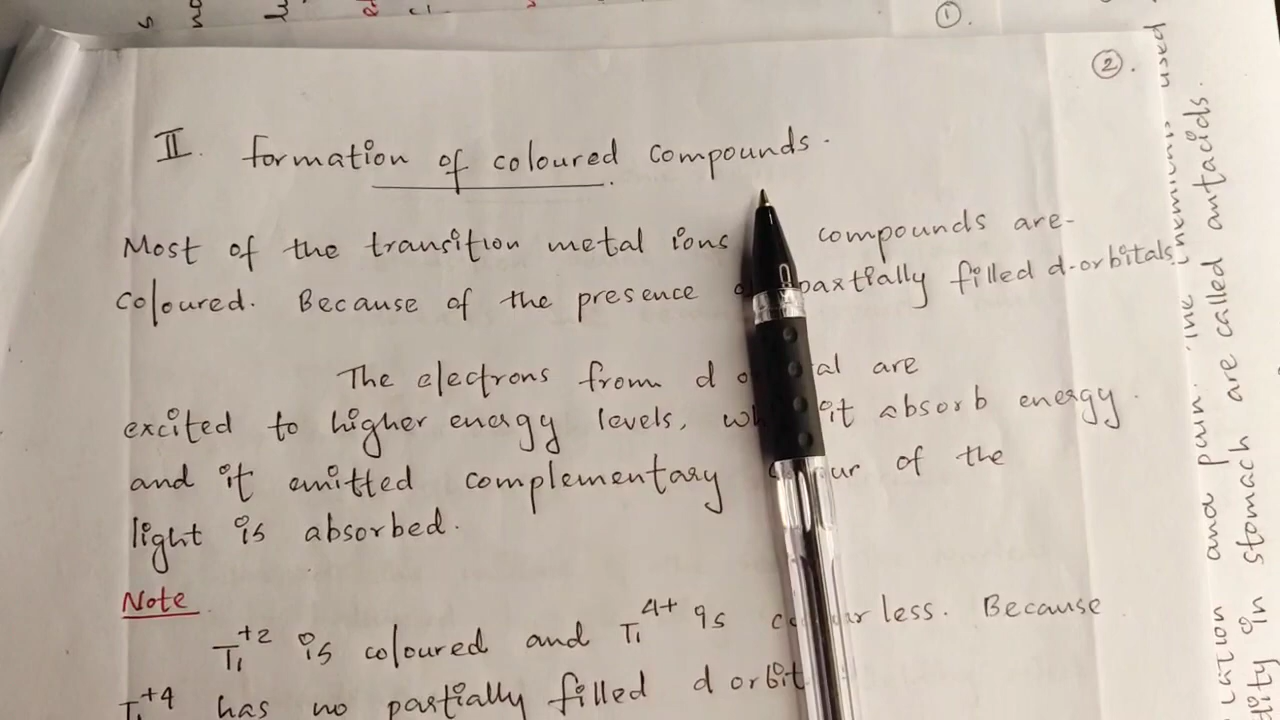 ①.
②.
II. Formation of coloured compounds.
Most of the transition metal ions compounds are-
coloured. Because of the presence partially filled d-orbitals
The electrons from d are
excited to higher energy levels, it absorb energy.
and it emitted complementary of the
light is absorbed.
Note
Ti+2 is coloured and Ti4+ is less. Because
Ti+4 has no partially filled d orbit
and pain. The used
stomach are called antacids.